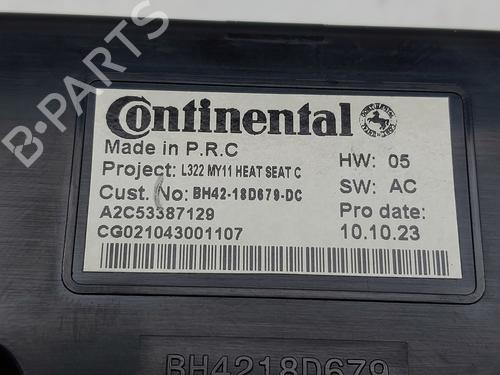 B-PARTS
Continental
Made in P.R.C
HW: 05
Project: L322 MY11 HEAT SEAT C
SW: AC
Cust. No: BH42-18D679-DC
A2C53387129
Pro date:
CG021043001107
10.10.23
BH4218D679